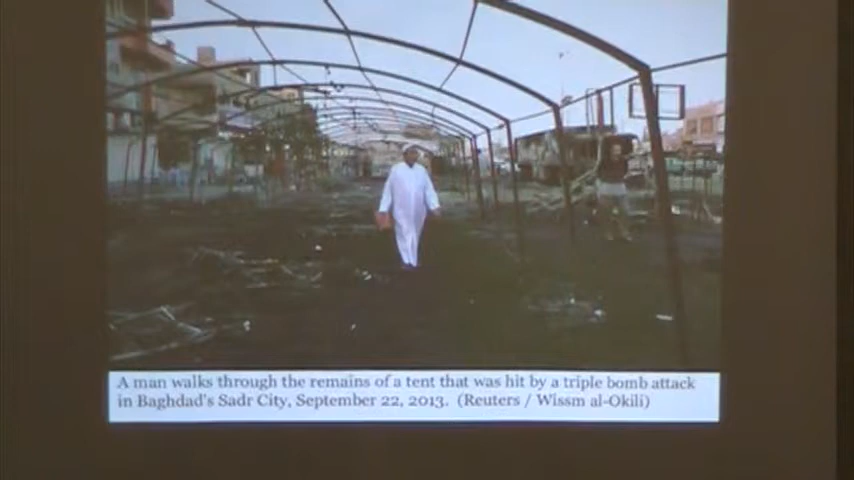 A man walks through the remains of a tent that was hit by a triple bomb attack
in Baghdad's Sadr City, September 22, 2013. (Reuters / Wissm al-Okili)